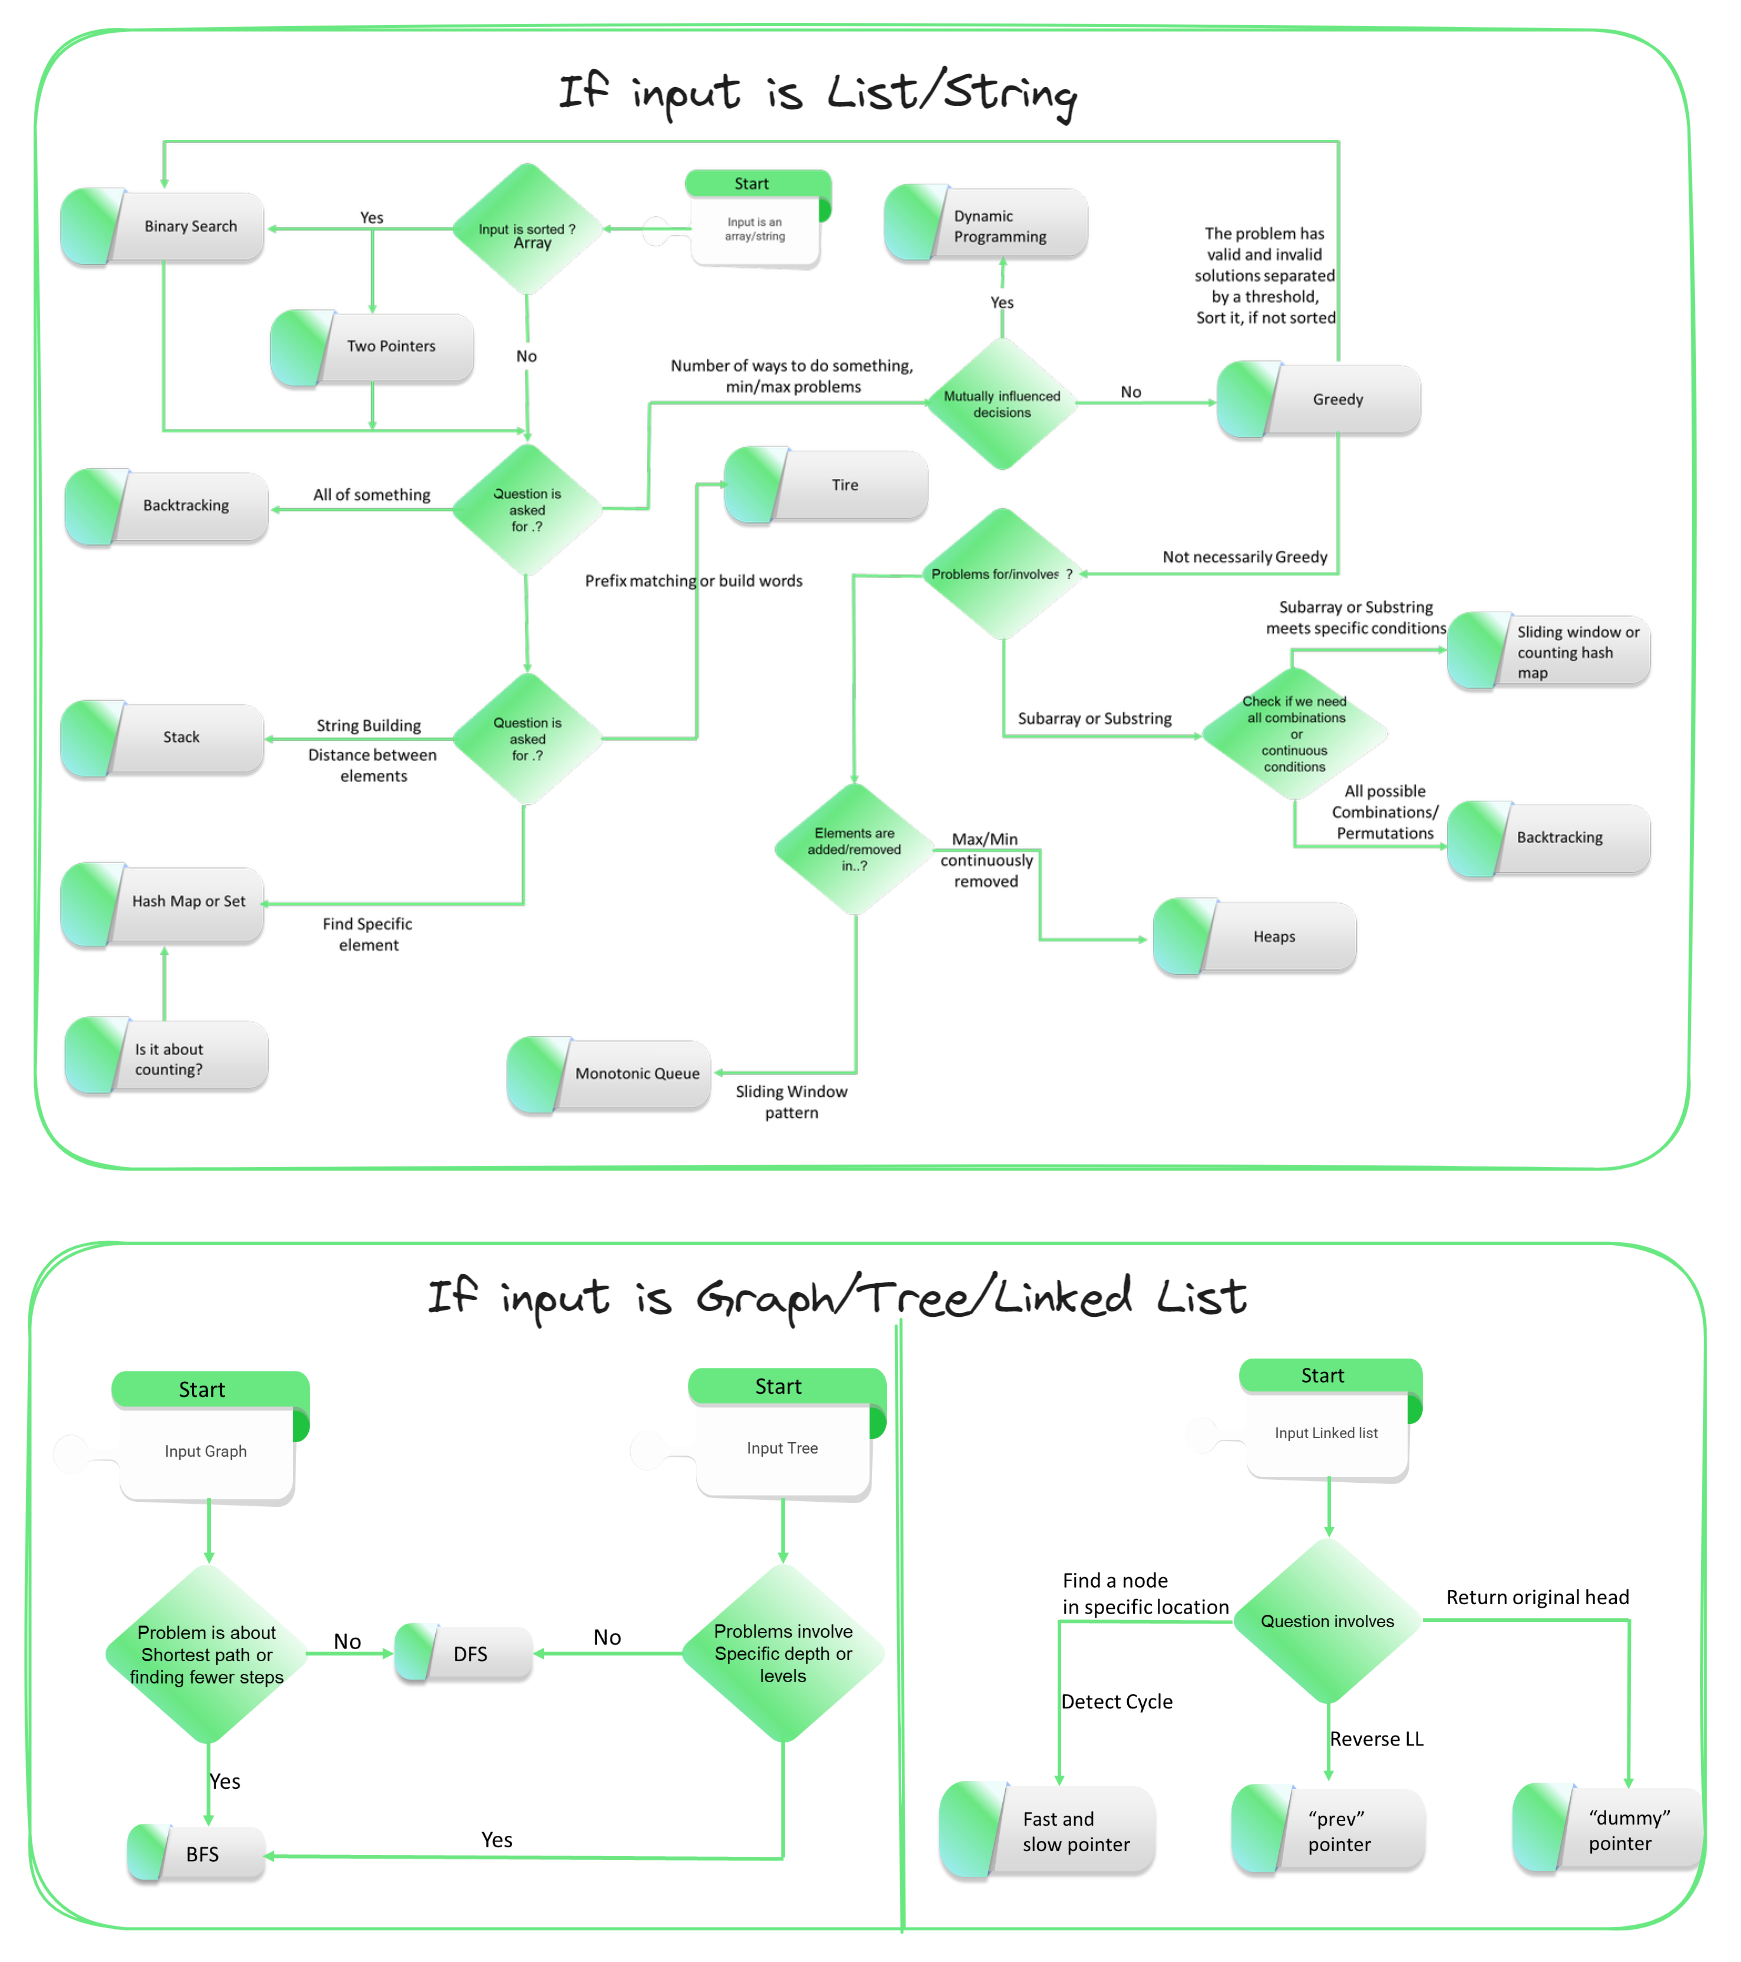 If input is List/String
Start
Input is an
array/string
Input is sorted ?
Array
Yes
Binary Search
Two Pointers
No
Dynamic
Programming
Yes
The problem has
valid and invalid
solutions separated
by a threshold,
Sort it, if not sorted
Number of ways to do something,
min/max problems
Mutually influenced
decisions
No
Greedy
Question is
asked
for .?
All of something
Backtracking
Tire
Prefix matching or build words
Not necessarily Greedy
Problems for/involves ?
Subarray or Substring
meets specific conditions
Sliding window or
counting hash
map
Subarray or Substring
Check if we need
all combinations
or
continuous
conditions
All possible
Combinations/
Permutations
Backtracking
Question is
asked
for .?
String Building
Distance between
elements
Stack
Elements are
added/removed
in..?
Max/Min
continuously
removed
Heaps
Hash Map or Set
Find Specific
element
Is it about
counting?
Monotonic Queue
Sliding Window
pattern
If input is Graph/Tree/Linked List
Start
Input Graph
Problem is about
Shortest path or
finding fewer steps
No
DFS
Yes
BFS
Start
Input Tree
Problems involve
Specific depth or
levels
No
Yes
Start
Input Linked list
Question involves
Find a node
in specific location
Detect Cycle
Reverse LL
Return original head
Fast and
slow pointer
“prev”
pointer
“dummy”
pointer